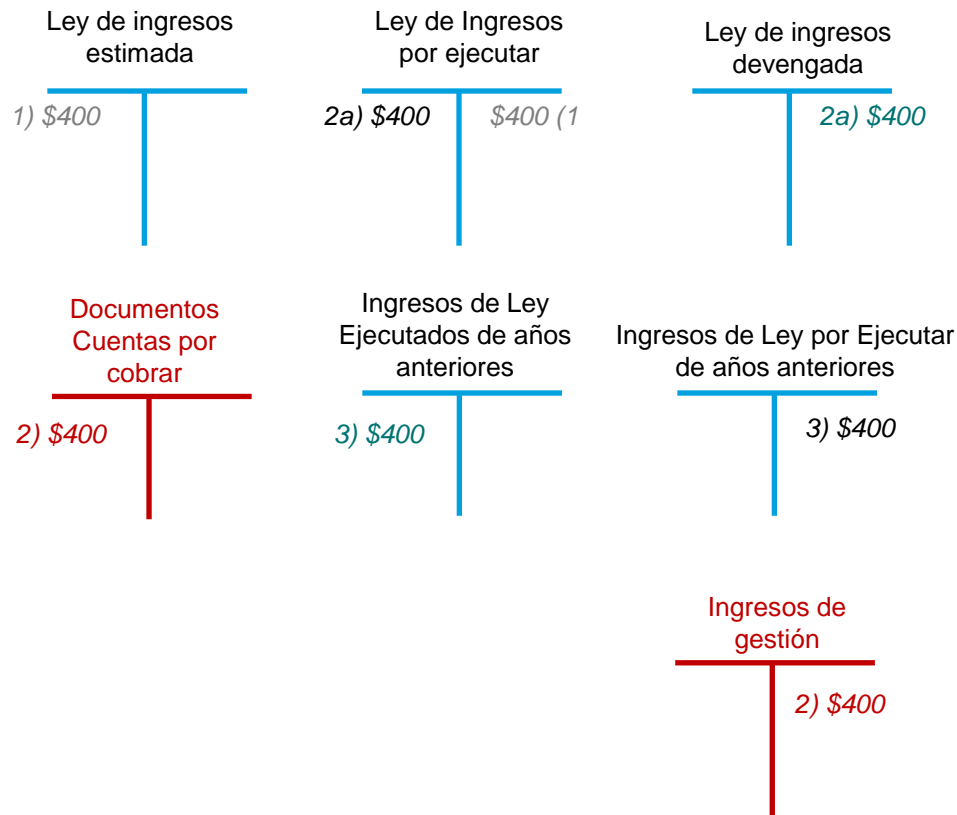 Ley de ingresos
estimada
1) $400
Ley de Ingresos
por ejecutar
2a) $400
$400 (1
Ley de ingresos
devengada
2a) $400
Documentos
Cuentas por
cobrar
2) $400
Ingresos de Ley
Ejecutados de años
anteriores
3) $400
Ingresos de Ley por Ejecutar
de años anteriores
3) $400
Ingresos de
gestión
2) $400